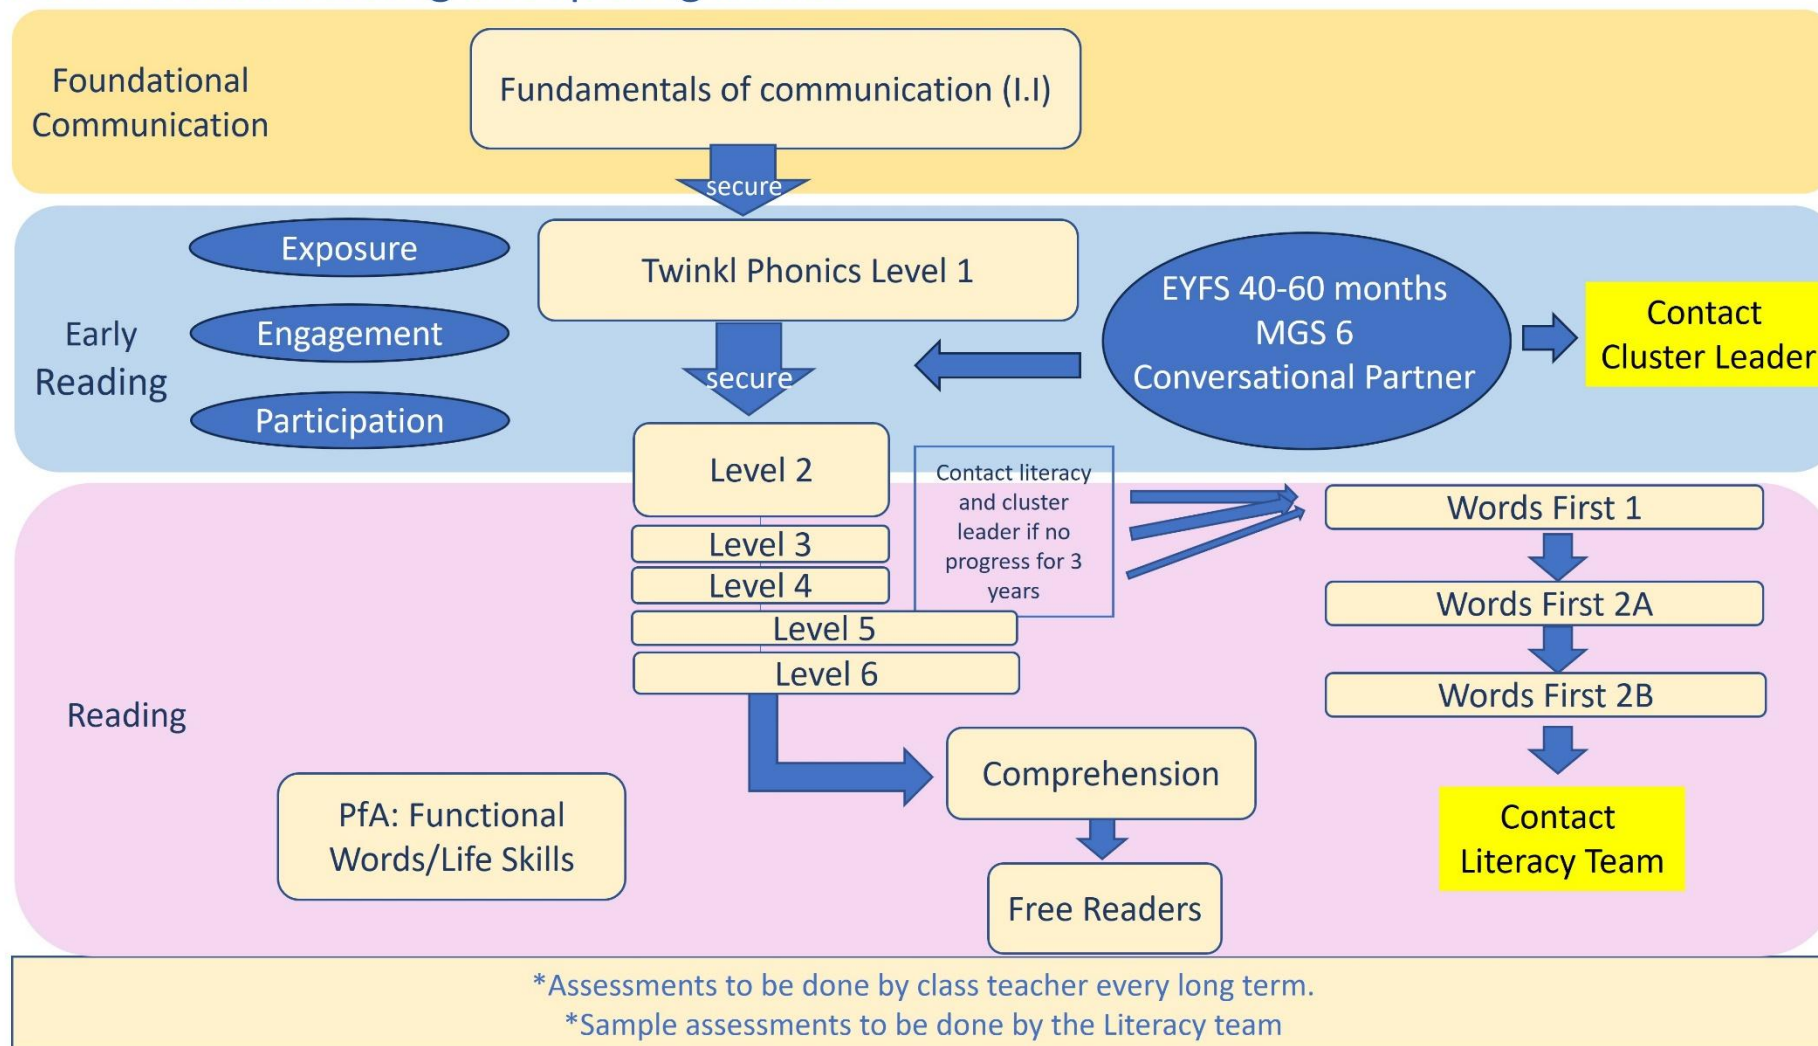 Foundational
Communication
Fundamentals of communication (I.I)
secure
Early
Reading
Exposure
Engagement
Participation
Twinkl Phonics Level 1
secure
EYFS 40-60 months
MGS 6
Conversational Partner
Contact
Cluster Leader
Level 2
Level 3
Level 4
Level 5
Level 6
Contact literacy
and cluster
leader if no
progress for 3
years
Words First 1
Words First 2A
Words First 2B
Contact
Literacy Team
Reading
PfA: Functional
Words/Life Skills
Comprehension
Free Readers
*Assessments to be done by class teacher every long term.
*Sample assessments to be done by the Literacy team